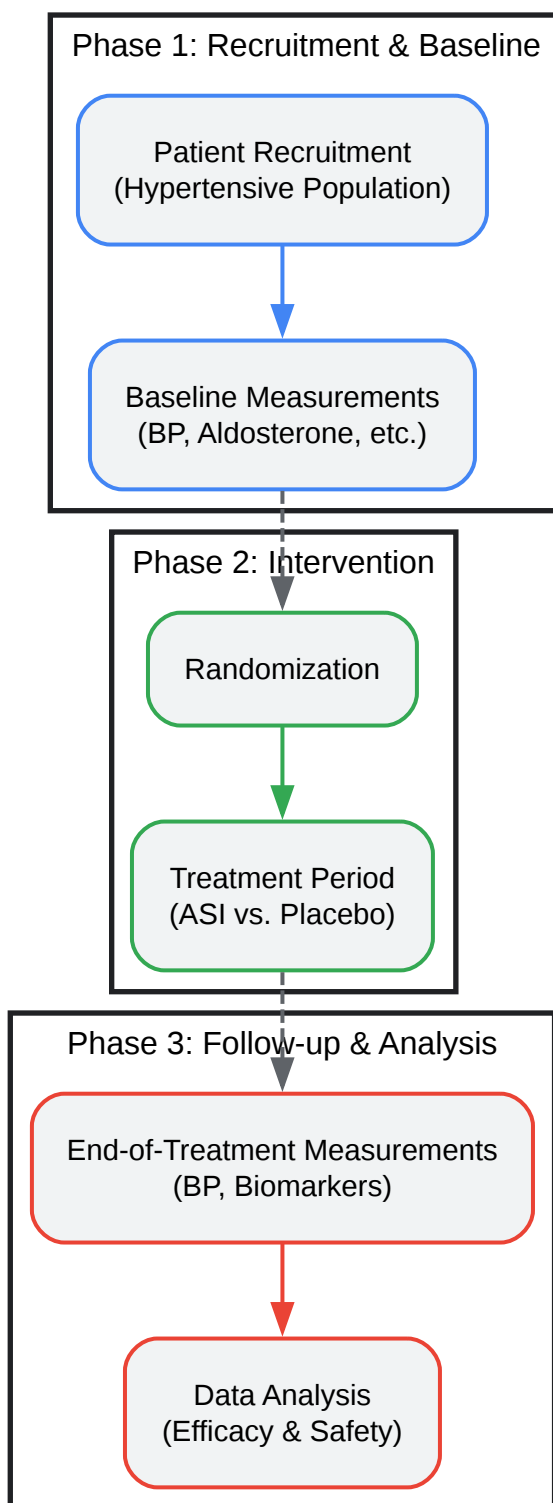 Phase 1: Recruitment & Baseline
Patient Recruitment
(Hypertensive Population)
Baseline Measurements
(BP, Aldosterone, etc.)
Phase 2: Intervention
Randomization
Treatment Period
(ASI vs. Placebo)
Phase 3: Follow-up & Analysis
End-of-Treatment Measurements
(BP, Biomarkers)
Data Analysis
(Efficacy & Safety)